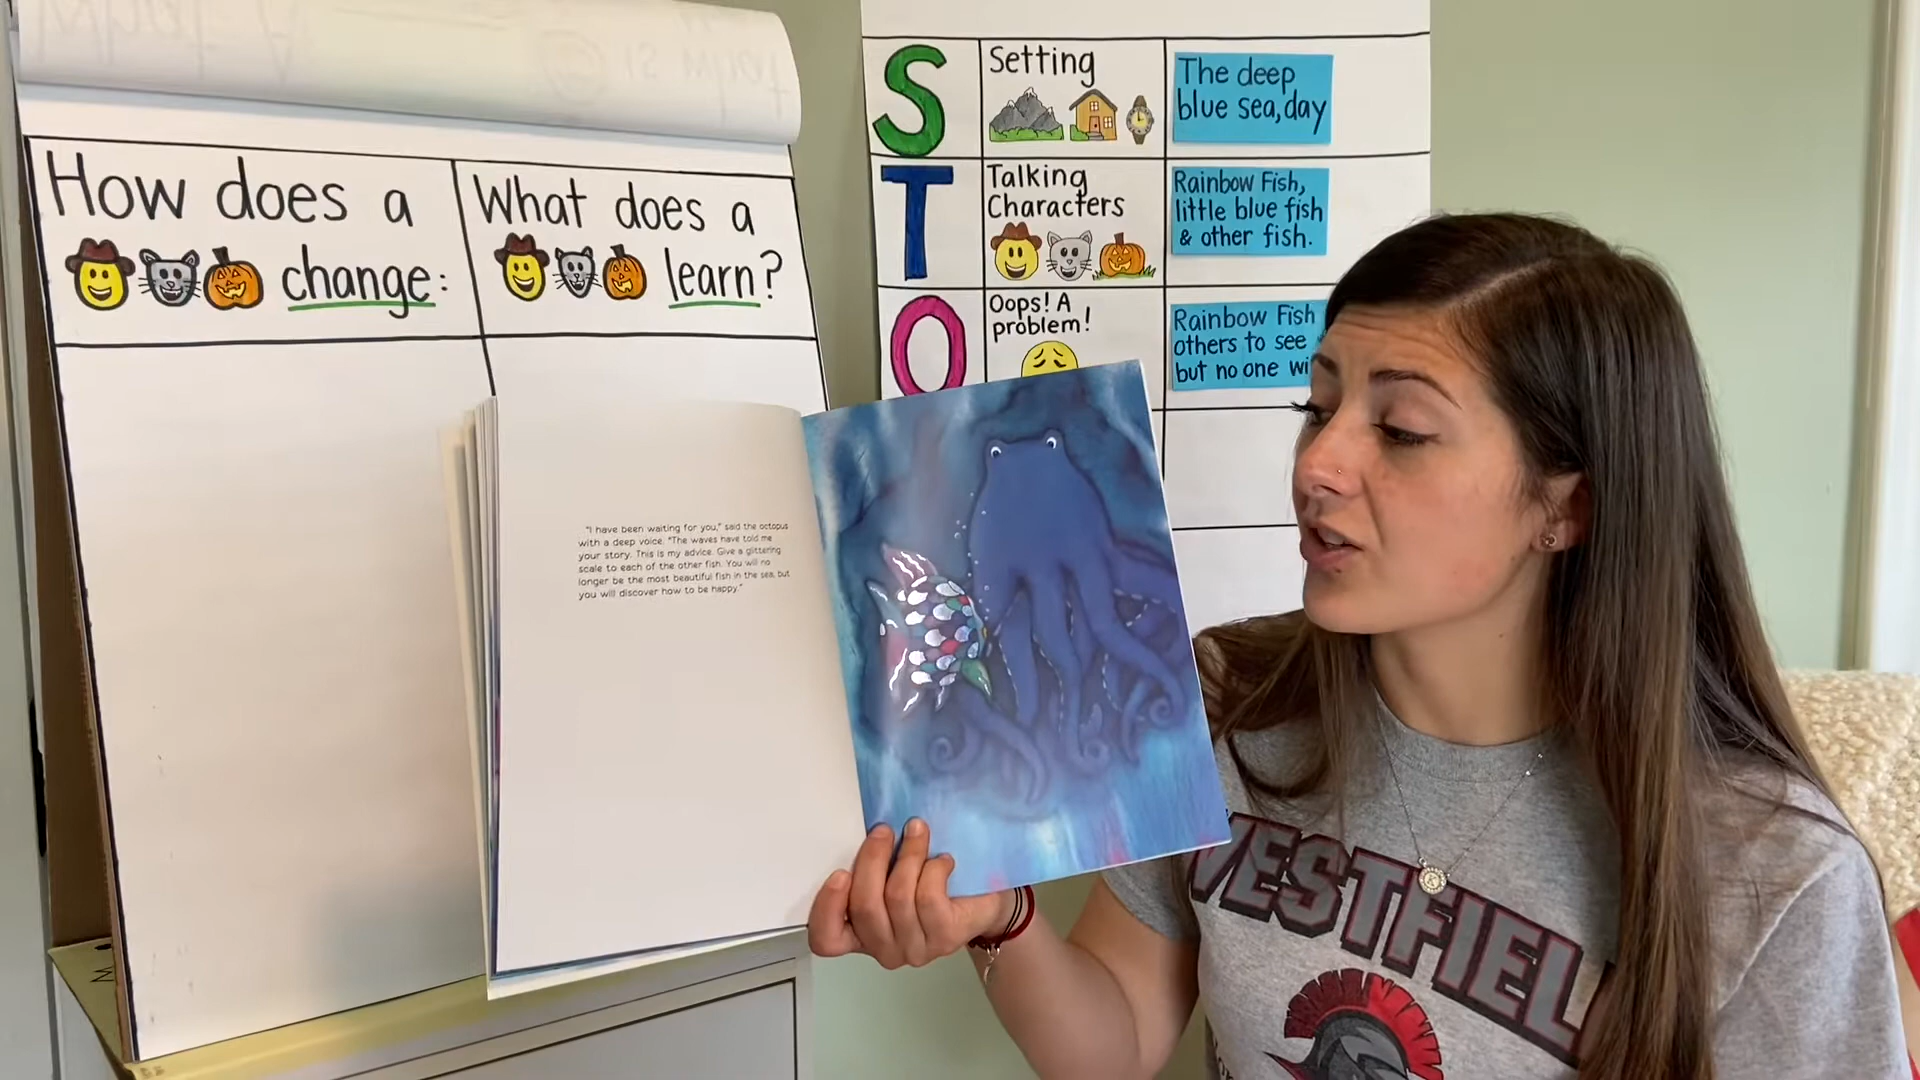 How does a
change:
What does a
learn?
S
Setting
The deep
blue sea, day
T
Talking
Characters
Rainbow Fish,
little blue fish
& other fish.
O
Oops! A
problem!
Rainbow Fish
others to see
but no one
"I have been waiting for you," said the octopus
with a deep voice. "The waves have told me
your story. This is my advice. Give a glittering
scale to each of the other fish. You will no
longer be the most beautiful fish in the sea, but
you will discover how to be happy."
WESTFIEL